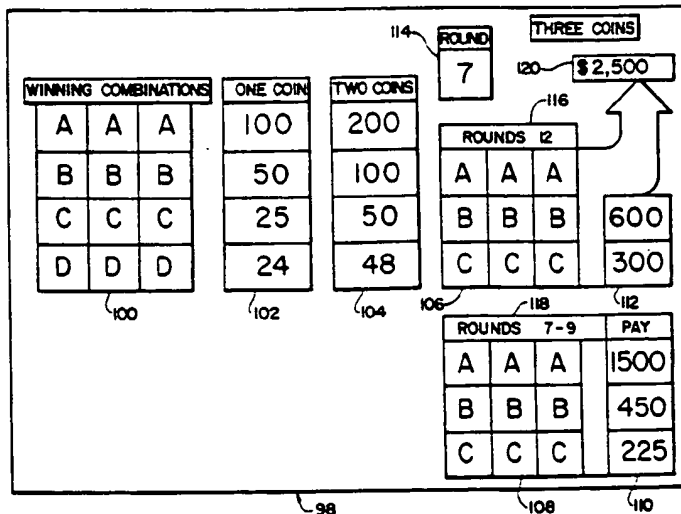 114
ROUND
7
THREE COINS
120
$2,500
WINNING COMBINATIONS
A A A
B B B
C C C
D D D
100
ONE COIN
100
50
25
24
102
TWO COINS
200
100
50
48
104
116
ROUNDS 12
A A A
B B B 600
C C C 300
106
112
118
ROUNDS 7-9 PAY
A A A 1500
B B B 450
C C C 225
98
108
110